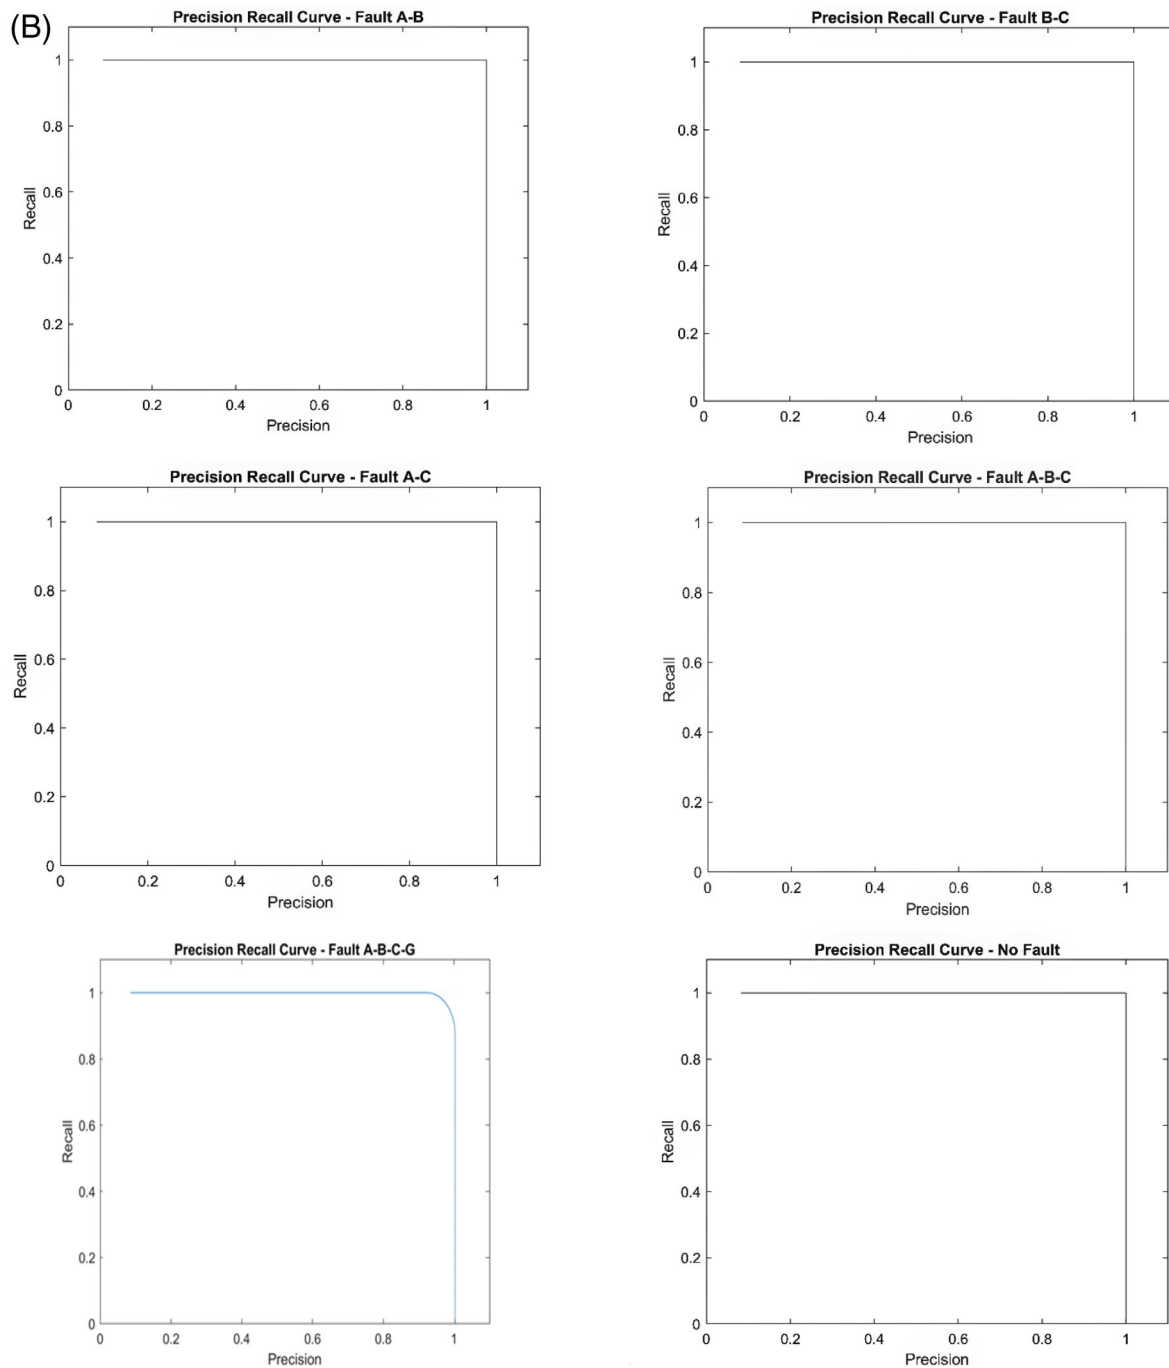 (B)
Precision Recall Curve - Fault A-B
1
0.8
0.6
0.4
0.2
0
Recall
0 0.2 0.4 0.6 0.8 1
Precision
Precision Recall Curve - Fault B-C
1
0.8
0.6
0.4
0.2
0
Recall
0 0.2 0.4 0.6 0.8 1
Precision
Precision Recall Curve - Fault A-C
1
0.8
0.6
0.4
0.2
0
Recall
0 0.2 0.4 0.6 0.8 1
Precision
Precision Recall Curve - Fault A-B-C
1
0.8
0.6
0.4
0.2
0
Recall
0 0.2 0.4 0.6 0.8 1
Precision
Precision Recall Curve - Fault A-B-C-G
1
0.8
0.6
0.4
0.2
0
Recall
0 0.2 0.4 0.6 0.8 1
Precision
Precision Recall Curve - No Fault
1
0.8
0.6
0.4
0.2
0
Recall
0 0.2 0.4 0.6 0.8 1
Precision